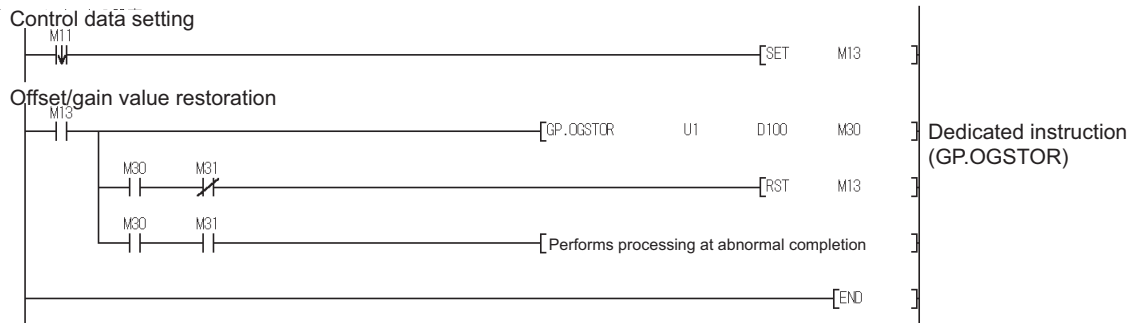 Control data setting
M11
SET M13
Offset/gain value restoration
M13
GP.OGSTOR U1 D100 M30
Dedicated instruction
(GP.OGSTOR)
M30 M31
RST M13
M30 M31
Performs processing at abnormal completion
END